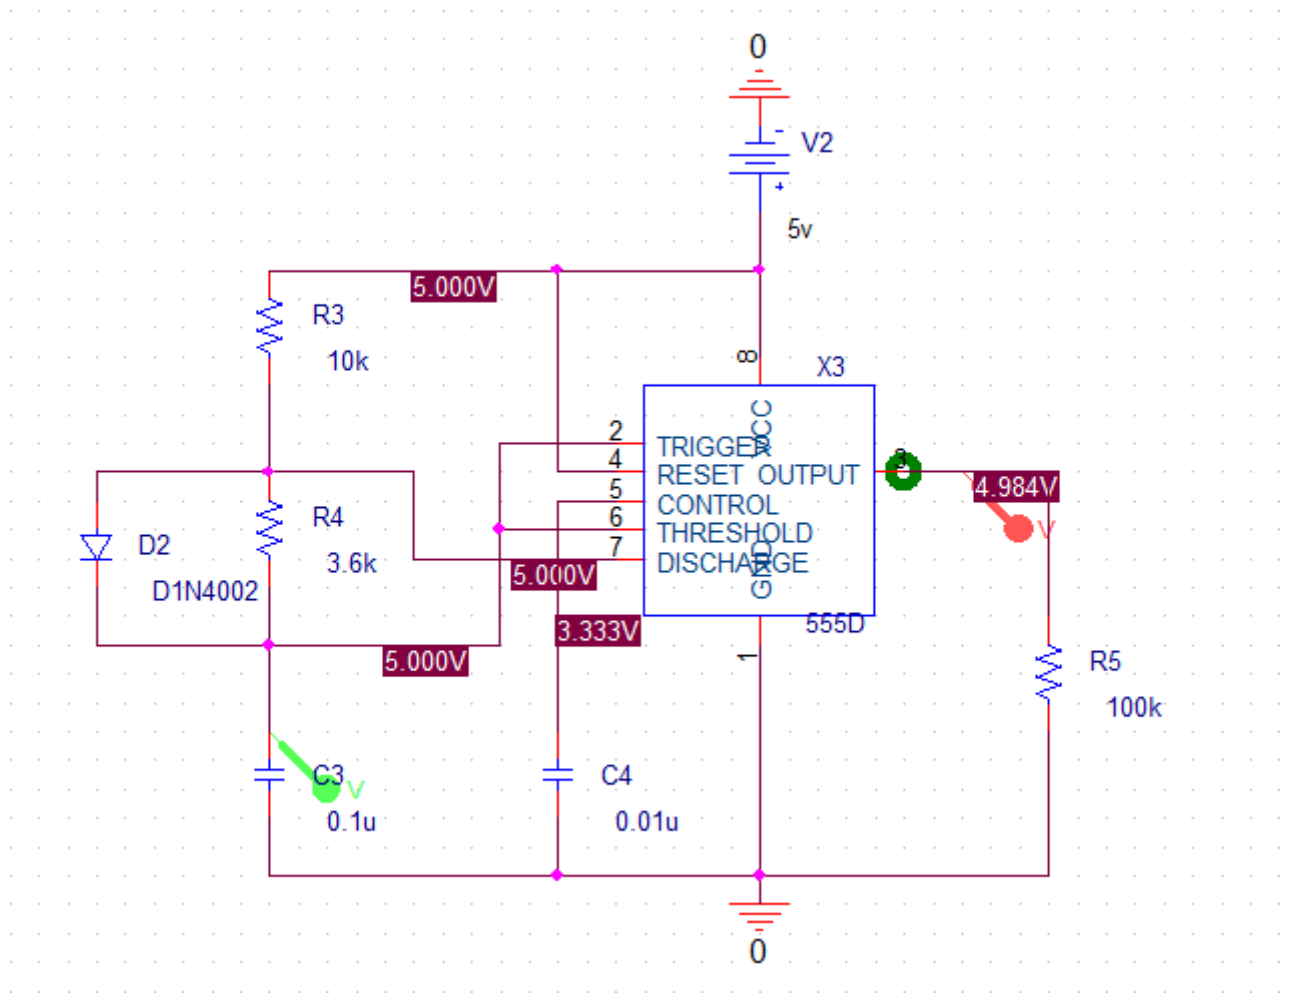 0
-
V2
+
5v
5.000V
R3
10k
8
X3
VCC
2
TRIGGER
4
RESET
OUTPUT
3
5
CONTROL
6
THRESHOLD
7
DISCHARGE
GND
4.984V
V
R4
3.6k
D2
D1N4002
5.000V
3.333V
555D
5.000V
1
R5
100k
C3
V
0.1u
C4
0.01u
0